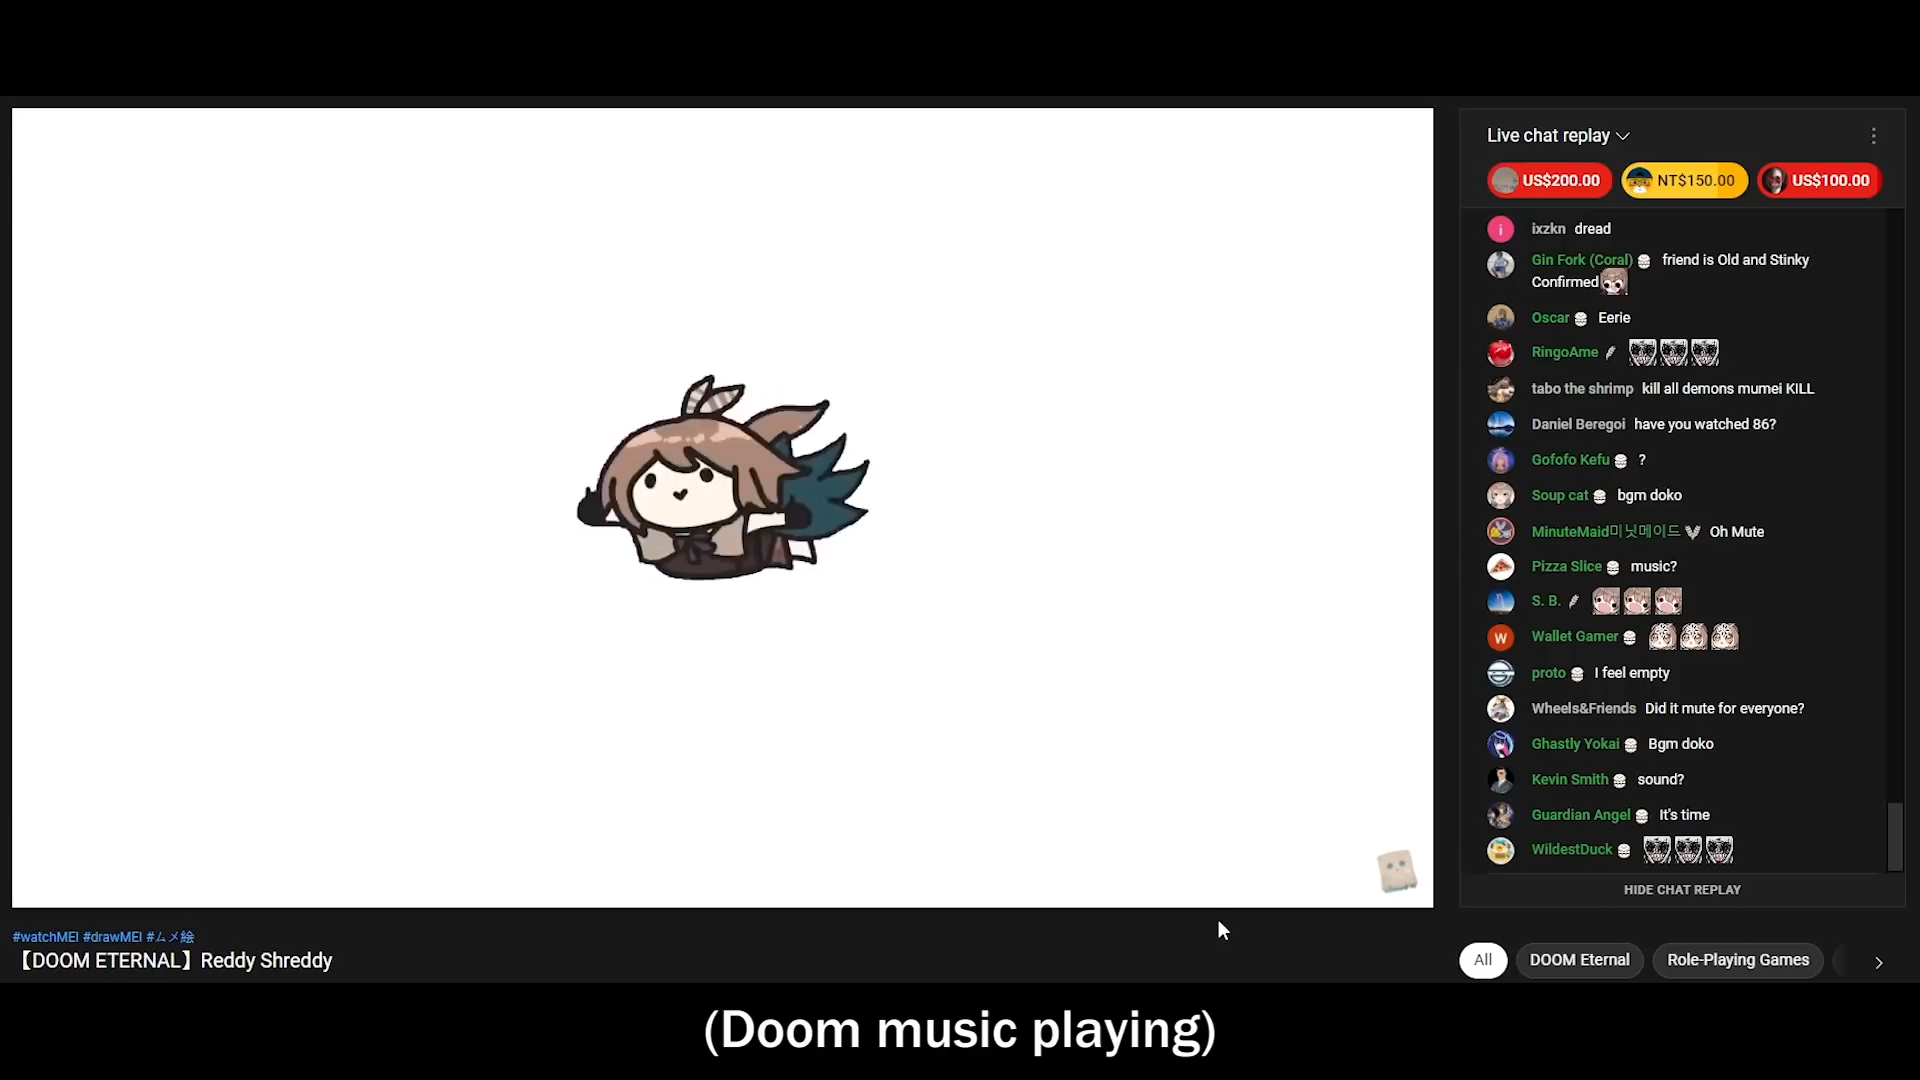 Live chat replay
US$200.00 NT$150.00 US$100.00
i ixzkn dread
Gin Fork (Coral) friend is Old and Stinky
Confirmed
Oscar Eerie
RingoAme
tabo the shrimp kill all demons mumei KILL
Daniel Beregoi have you watched 86?
Gofofo Kefu ?
Soup cat bgm doko
MinuteMaid미닛메이드 Oh Mute
Pizza Slice music?
S. B.
W Wallet Gamer
proto I feel empty
Wheels&Friends Did it mute for everyone?
Ghastly Yokai Bgm doko
Kevin Smith sound?
Guardian Angel It's time
WildestDuck
HIDE CHAT REPLAY
#watchMEI #drawMEI #ムメ絵
【DOOM ETERNAL】Reddy Shreddy
All DOOM Eternal Role-Playing Games
(Doom music playing)